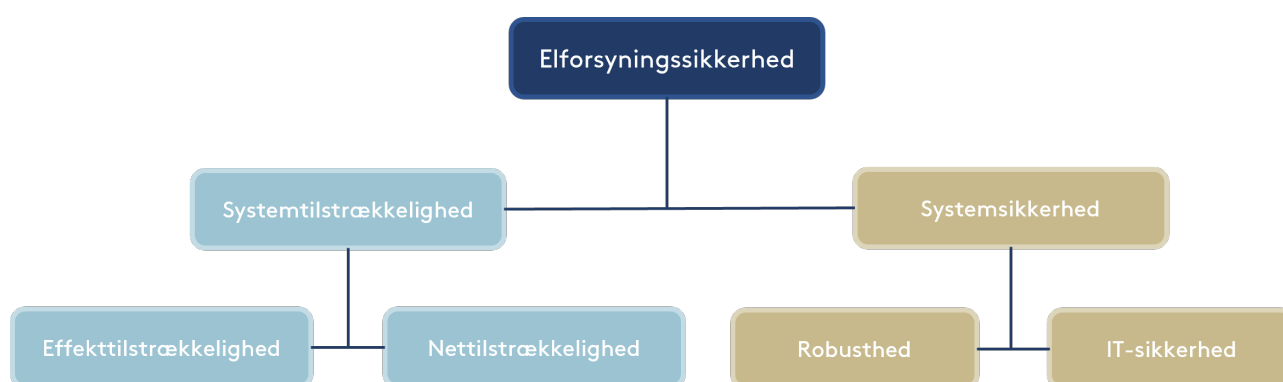 Elforsyningssikkerhed
Systemtilstrækkelighed
Systemsikkerhed
Effekttilstrækkelighed
Nettilstrækkelighed
Robusthed
IT-sikkerhed